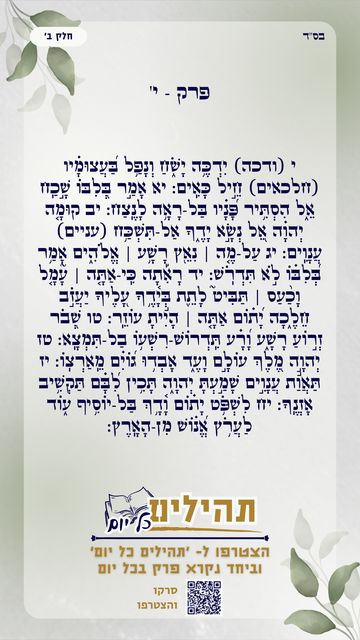 בס״ד
חלק ב׳
פרק - י׳
י (ודכה) יִדְכֶּה יָשֹׁחַ וְנָפַל בַּעֲצוּמָיו
(חלכאים) חֵיל כָּאִים: יא אָמַר בְּלִבּוֹ שָׁכַח
אֵל הִסְתִּיר פָּנָיו בַּל-רָאָה לָנֶצַח: יב קוּמָה
יְהוָה אֵל נְשָׂא יָדֶךָ אַל-תִּשְׁכַּח (עניים)
עֲנָוִים: יג עַל-מֶה | נִאֵץ רָשָׁע | אֱלֹהִים אָמַר
בְּלִבּוֹ לֹא תִּדְרֹשׁ: יד רָאִתָה כִּי-אַתָּה | עָמָל
וָכַעַס | תַּבִּיט לָתֵת בְּיָדֶךָ עָלֶיךָ יַעֲזֹב
חֵלֶכָה יָתוֹם אַתָּה | הָיִיתָ עוֹזֵר: טו שְׁבֹר
זְרוֹעַ רָשָׁע וָרָע תִּדְרוֹשׁ-רִשְׁעוֹ בַל-תִּמְצָא: טז
יְהוָה מֶלֶךְ עוֹלָם וָעֶד אָבְדוּ גוֹיִם מֵאַרְצוֹ: יז
תַּאֲוַת עֲנָוִים שָׁמַעְתָּ יְהוָה תָּכִין לִבָּם תַּקְשִׁיב
אָזְנֶךָ: יח לִשְׁפֹּט יָתוֹם וָדָךְ בַּל-יוֹסִיף עוֹד
לַעֲרֹץ אֱנוֹשׁ מִן-הָאָרֶץ:
תהילים
כל יום
הצטרפו ל- ׳תהילים כל יום׳
וביחד נקרא פרק בכל יום
סרקו
והצטרפו